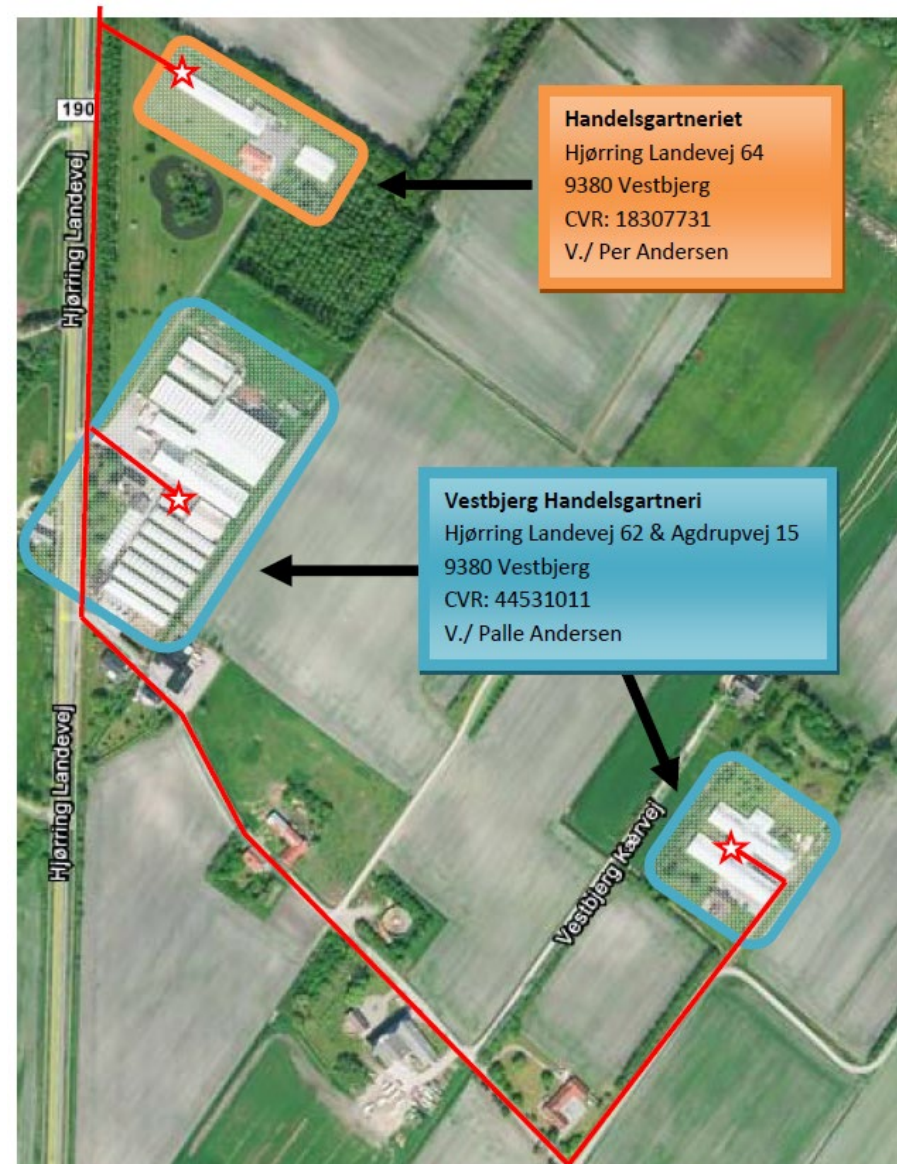 190
Hjørring Landevej
Handelsgartneriet
Hjørring Landevej 64
9380 Vestbjerg
CVR: 18307731
V./ Per Andersen
Vestbjerg Handelsgartneri
Hjørring Landevej 62 & Agdrupvej 15
9380 Vestbjerg
CVR: 44531011
V./ Palle Andersen
Hjørring Landevej
Vestbjerg Kærvej